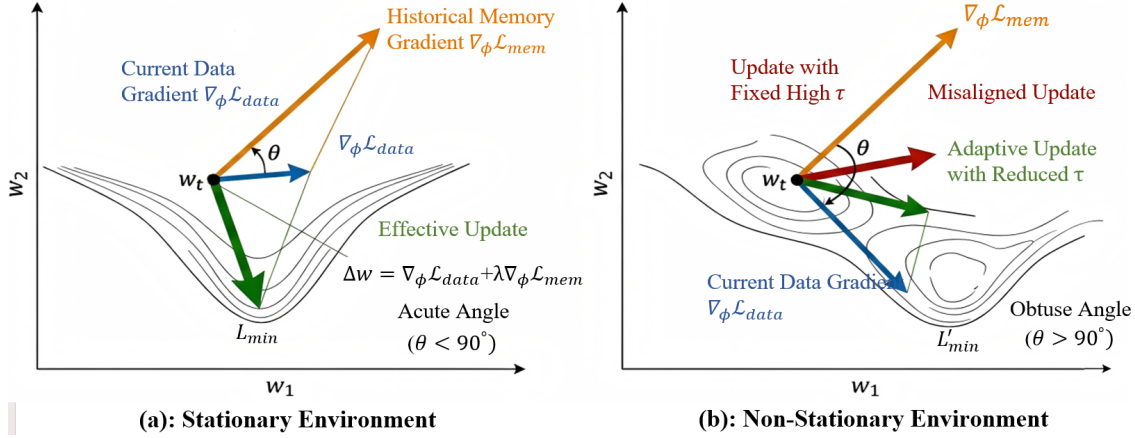 Historical Memory
Gradient ∇ϕℒmem
Current Data
Gradient ∇ϕℒdata
θ
∇ϕℒdata
wt
w2
Effective Update
Δw = ∇ϕℒdata+λ∇ϕℒmem
Acute Angle
(θ < 90°)
Lmin
w1
(a): Stationary Environment
∇ϕℒmem
Update with
Fixed High τ
Misaligned Update
θ
Adaptive Update
with Reduced τ
wt
w2
Current Data Gradient
∇ϕℒdata
Obtuse Angle
(θ > 90°)
L′min
w1
(b): Non-Stationary Environment